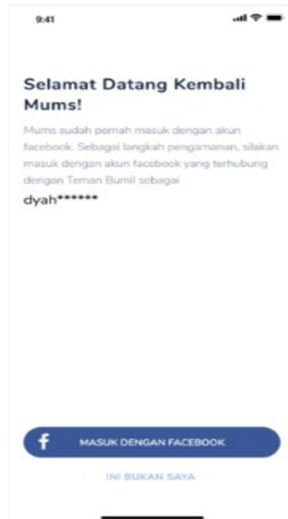 9:41
Selamat Datang Kembali
Mums!
Mums sudah pernah masuk dengan akun
facebook. Sebagai langkah pengamanan, silakan
masuk dengan akun facebook yang terhubung
dengan Teman Bumil sebagai
dyah******
f MASUK DENGAN FACEBOOK
INI BUKAN SAYA